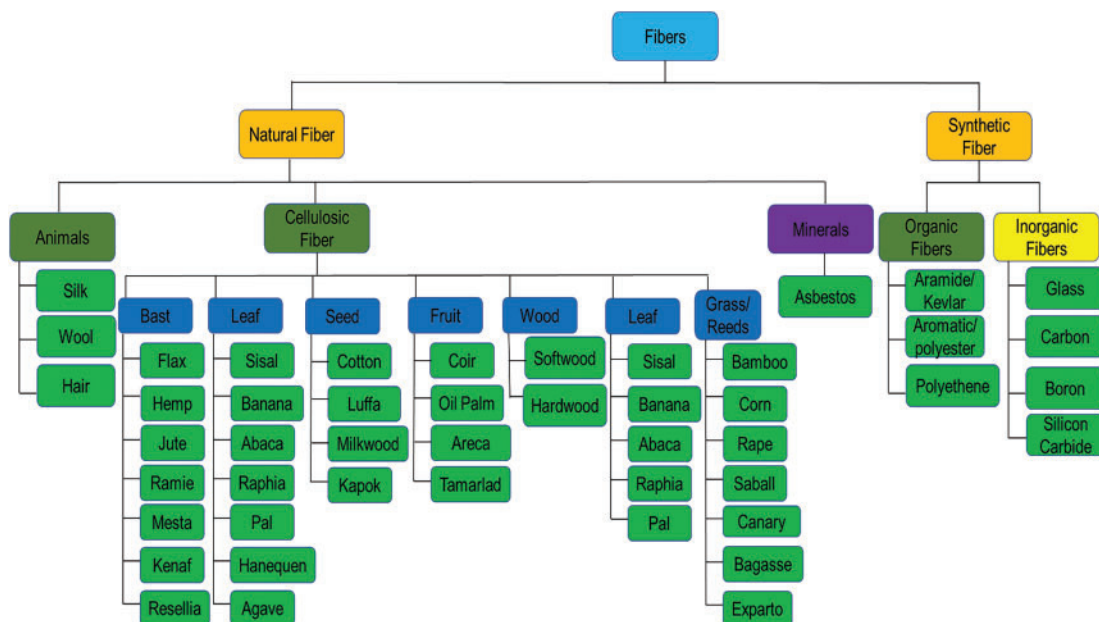 Fibers
Natural Fiber
Synthetic
Fiber
Animals
Cellulosic
Fiber
Minerals
Organic
Fibers
Inorganic
Fibers
Silk
Wool
Hair
Bast
Flax
Hemp
Jute
Ramie
Mesta
Kenaf
Resellia
Leaf
Sisal
Banana
Abaca
Raphia
Pal
Hanequen
Agave
Seed
Cotton
Luffa
Milkwood
Kapok
Fruit
Coir
Oil Palm
Areca
Tamarlad
Wood
Softwood
Hardwood
Leaf
Sisal
Banana
Abaca
Raphia
Pal
Grass/
Reeds
Bamboo
Corn
Rape
Saball
Canary
Bagasse
Exparto
Asbestos
Aramide/
Kevlar
Aromatic/
polyester
Polyethene
Glass
Carbon
Boron
Silicon
Carbide